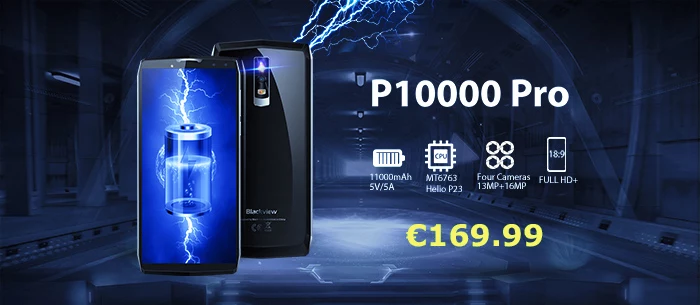 P10000 Pro
11000mAh
5V/5A
CPU
MT6763
Helio P23
Four Cameras
13MP+16MP
18:9
FULL HD+
Blackview
€169.99